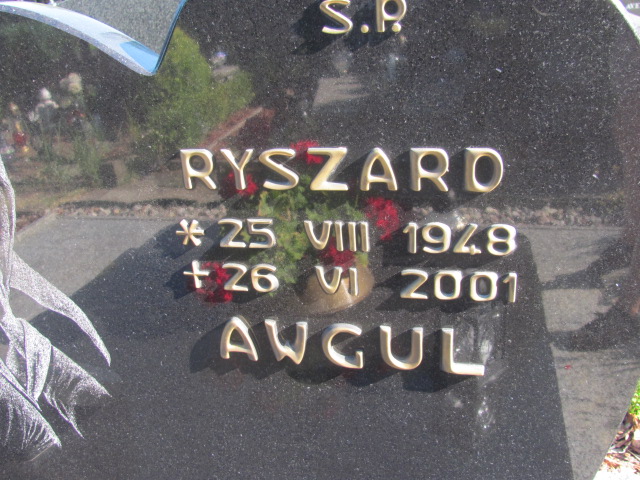 Ś.P.
RYSZARD
* 25 VIII 1948
+ 26 VI 2001
AWGUL